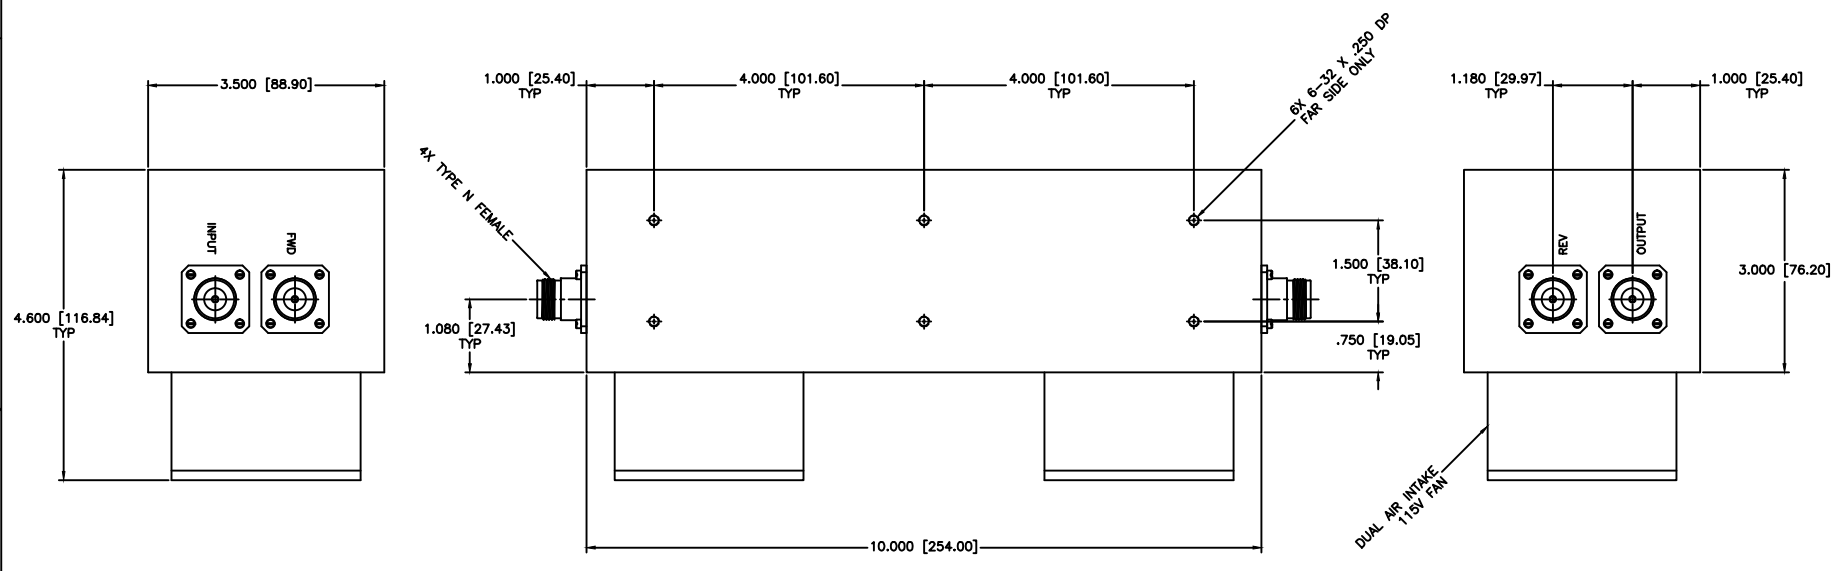 3.500 [88.90]
4.600 [116.84]
TYP
INPUT
FWD
4X TYPE N FEMALE
1.000 [25.40]
TYP
4.000 [101.60]
TYP
4.000 [101.60]
TYP
6X 6-32 X .250 DP
FAR SIDE ONLY
1.080 [27.43]
TYP
1.500 [38.10]
TYP
.750 [19.05]
TYP
10.000 [254.00]
1.180 [29.97]
TYP
1.000 [25.40]
TYP
REV
OUTPUT
3.000 [76.20]
DUAL AIR INTAKE
115V FAN